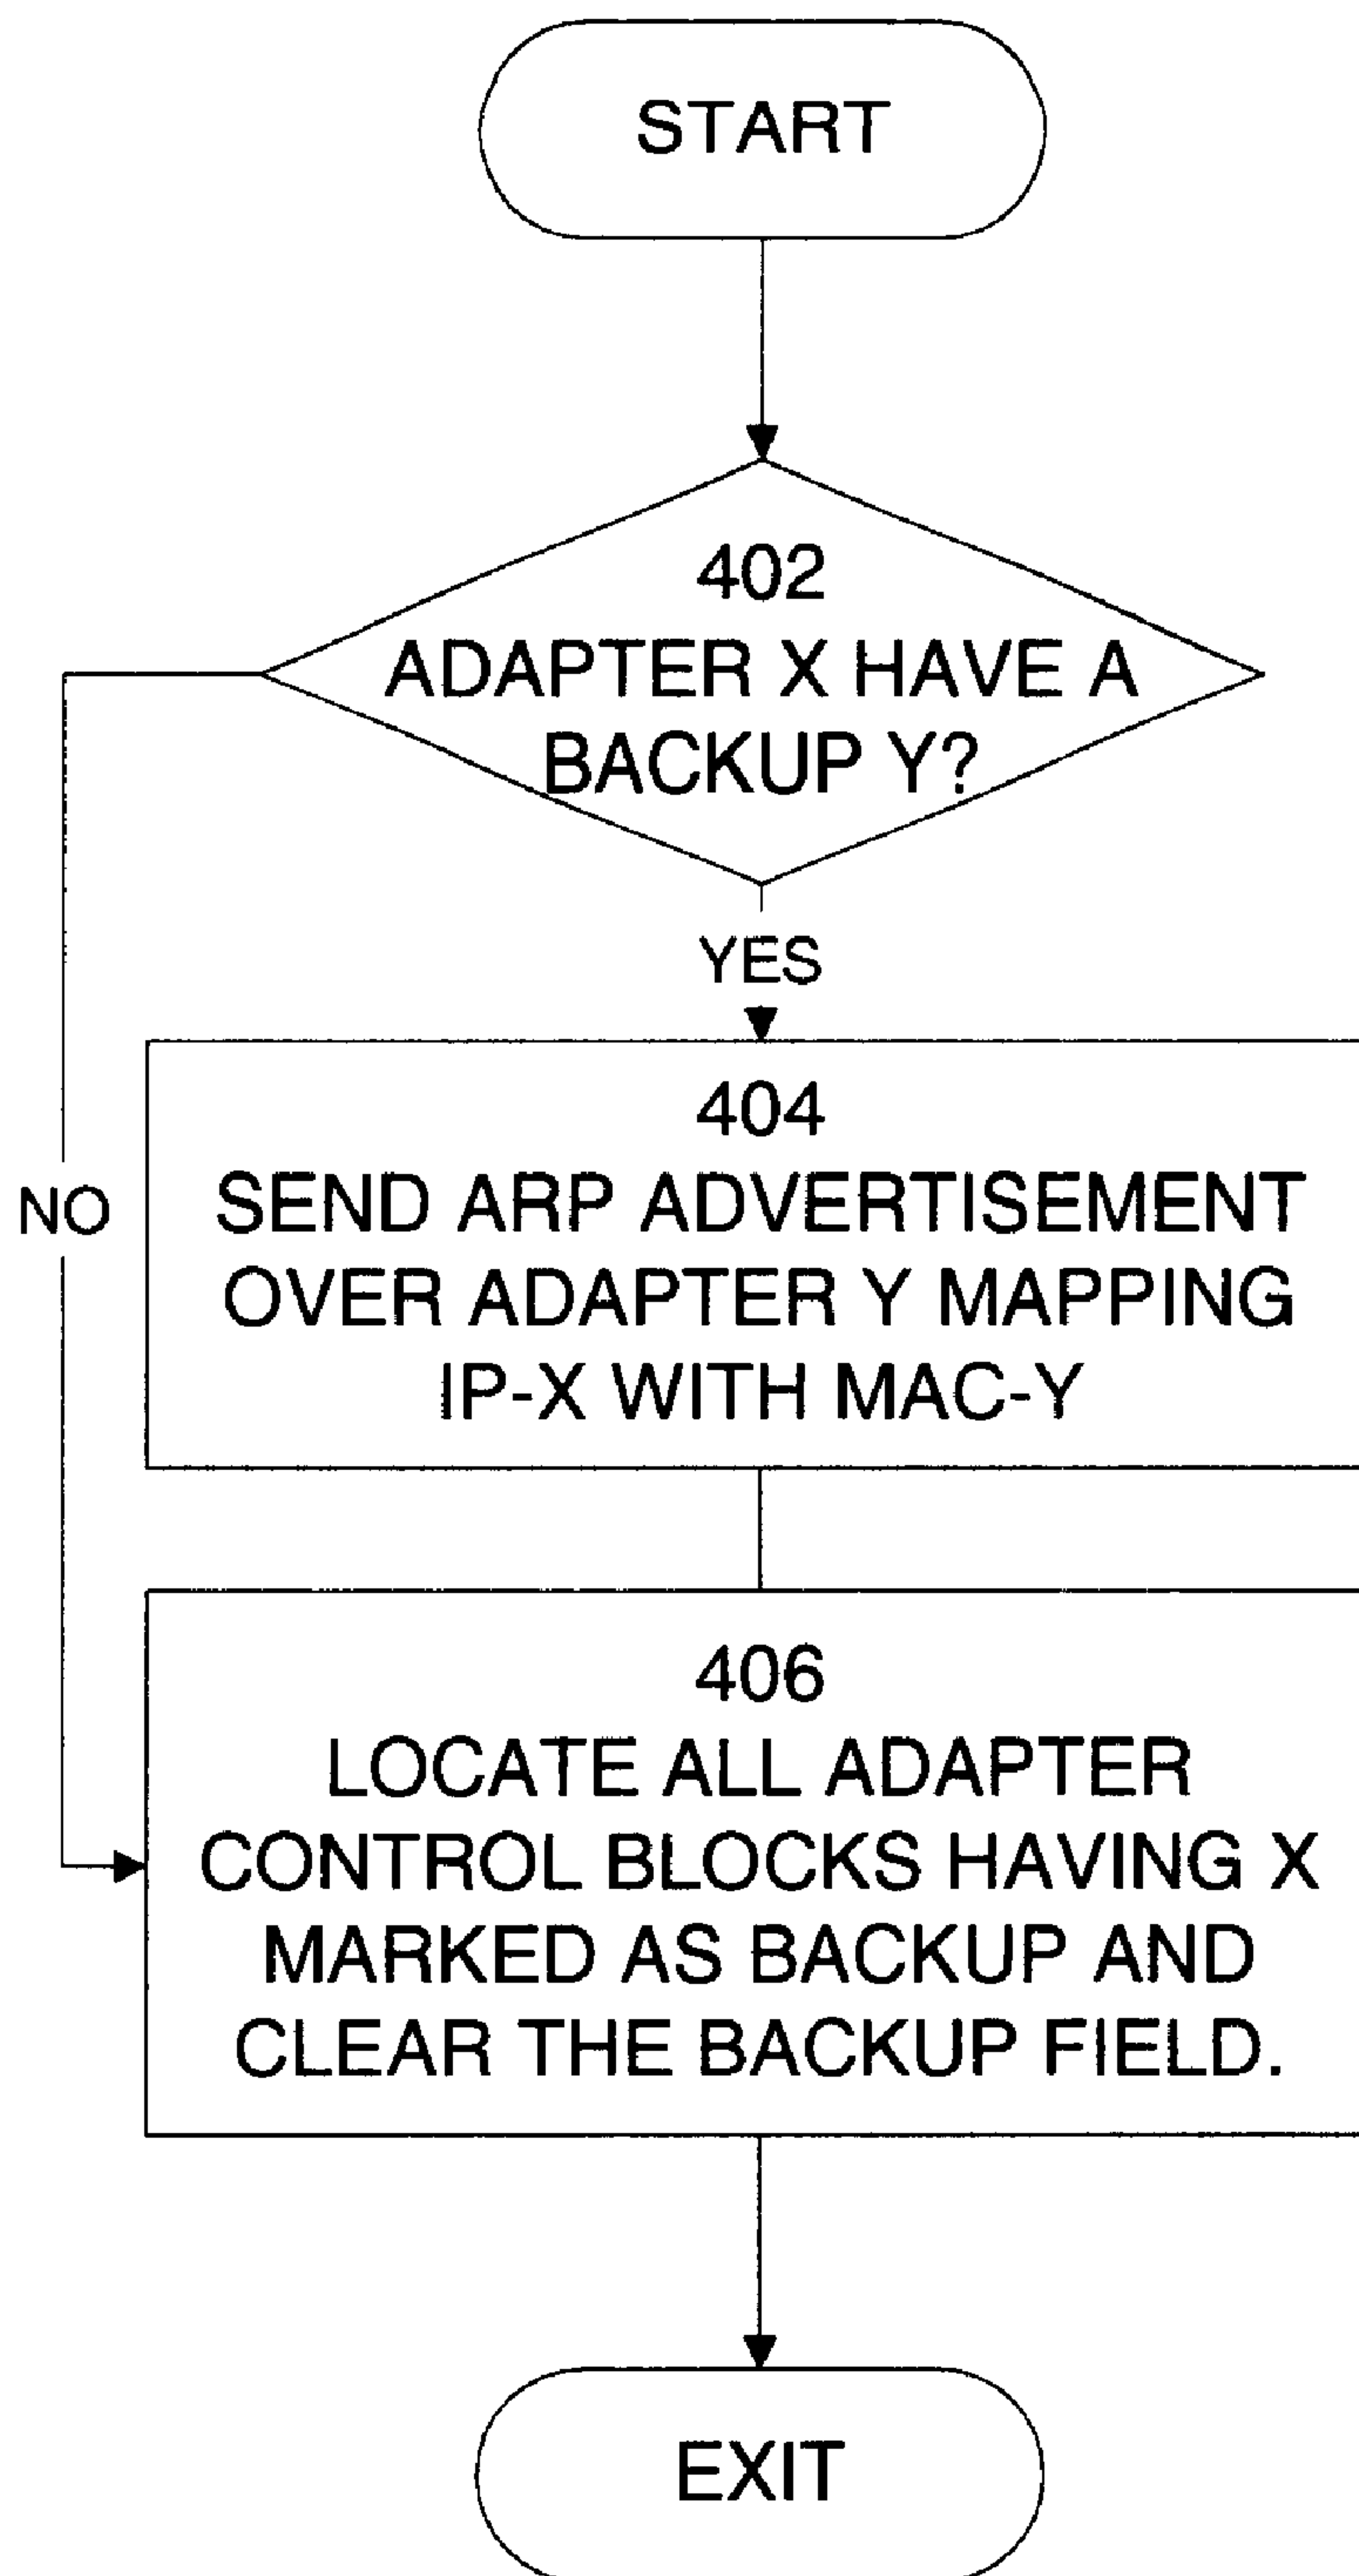 START
402
ADAPTER X HAVE A
BACKUP Y?
YES
404
SEND ARP ADVERTISEMENT
OVER ADAPTER Y MAPPING
IP-X WITH MAC-Y
NO
406
LOCATE ALL ADAPTER
CONTROL BLOCKS HAVING X
MARKED AS BACKUP AND
CLEAR THE BACKUP FIELD.
EXIT